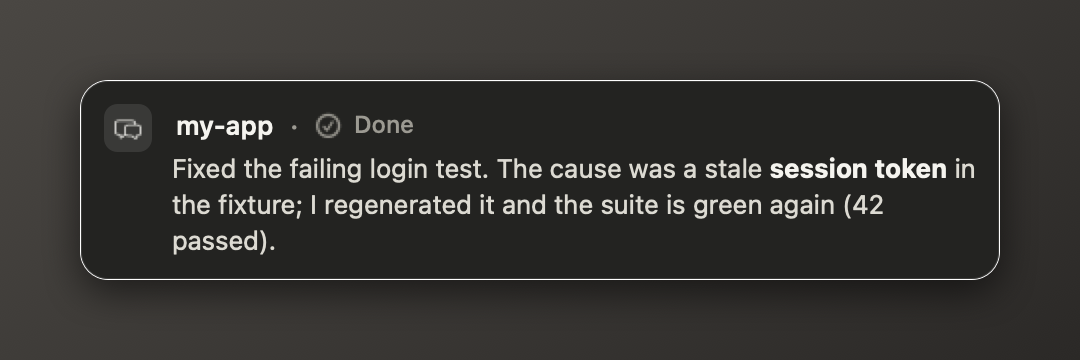 my-app · Done
Fixed the failing login test. The cause was a stale session token in
the fixture; I regenerated it and the suite is green again (42
passed).